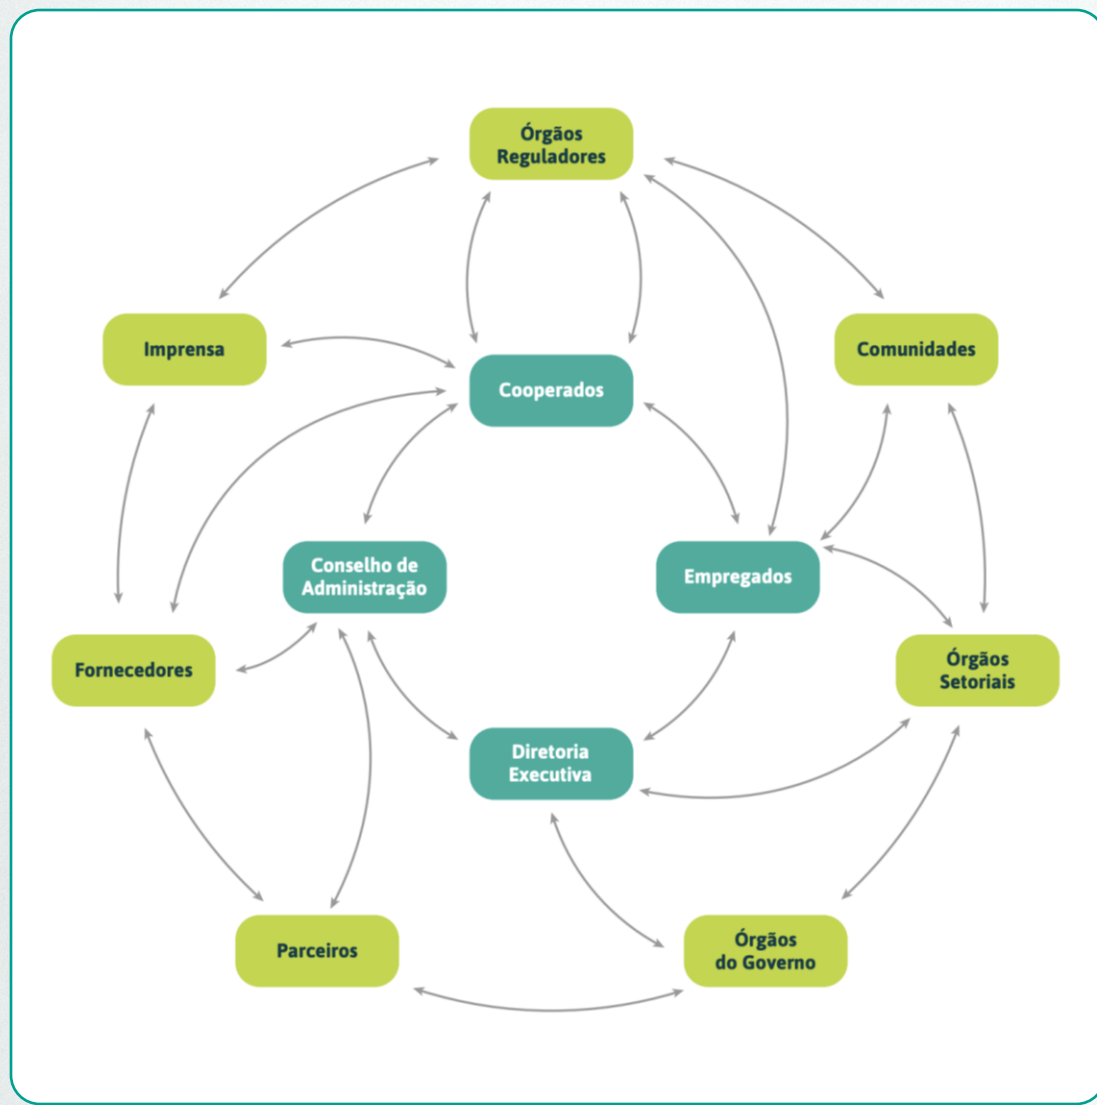 Órgãos
Reguladores
Imprensa
Comunidades
Cooperados
Conselho de
Administração
Empregados
Fornecedores
Órgãos
Setoriais
Diretoria
Executiva
Parceiros
Órgãos
do Governo